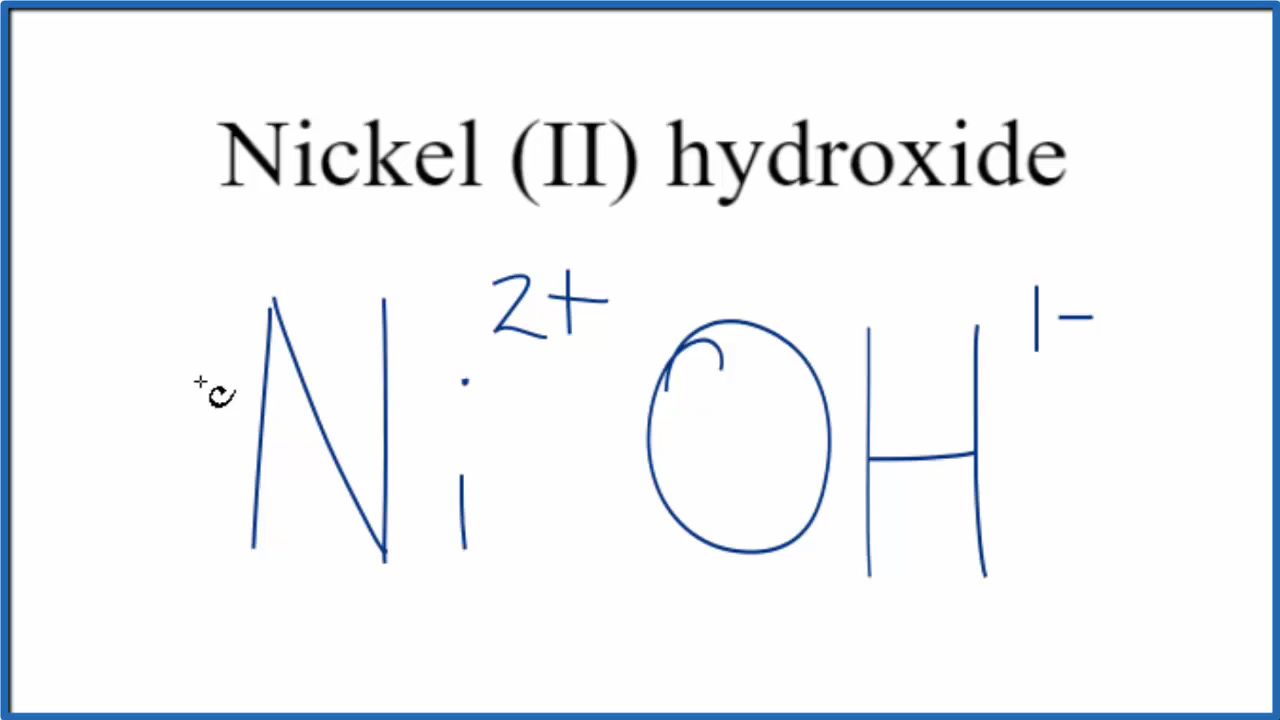 Nickel (II) hydroxide
Ni 2+ OH 1-